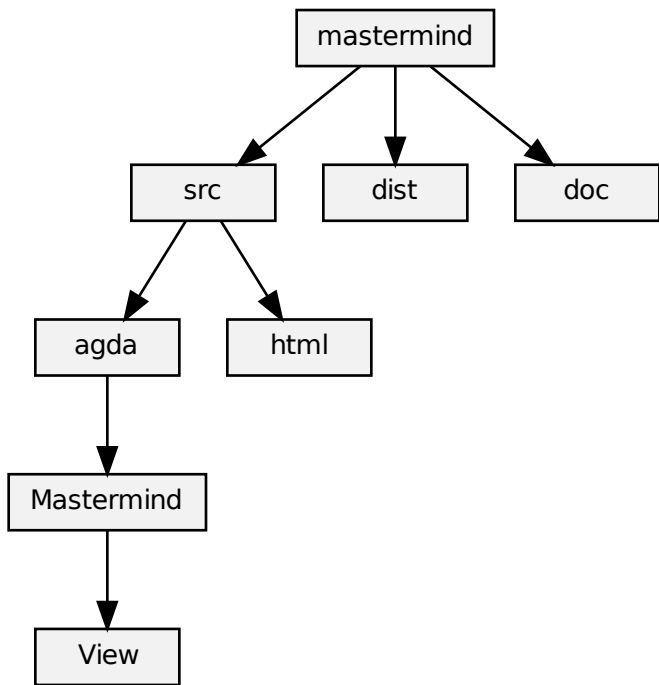 mastermind
src
dist
doc
agda
html
Mastermind
View